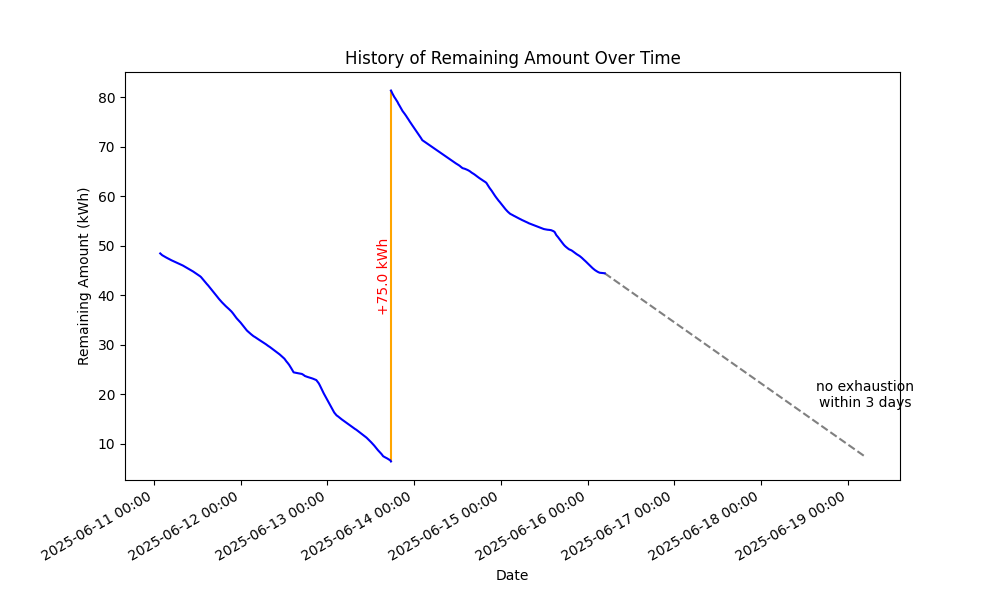 History of Remaining Amount Over Time
Remaining Amount (kWh)
80
70
60
50
40
30
20
10
+75.0 kWh
no exhaustion
within 3 days
2025-06-11 00:00
2025-06-12 00:00
2025-06-13 00:00
2025-06-14 00:00
2025-06-15 00:00
2025-06-16 00:00
2025-06-17 00:00
2025-06-18 00:00
2025-06-19 00:00
Date